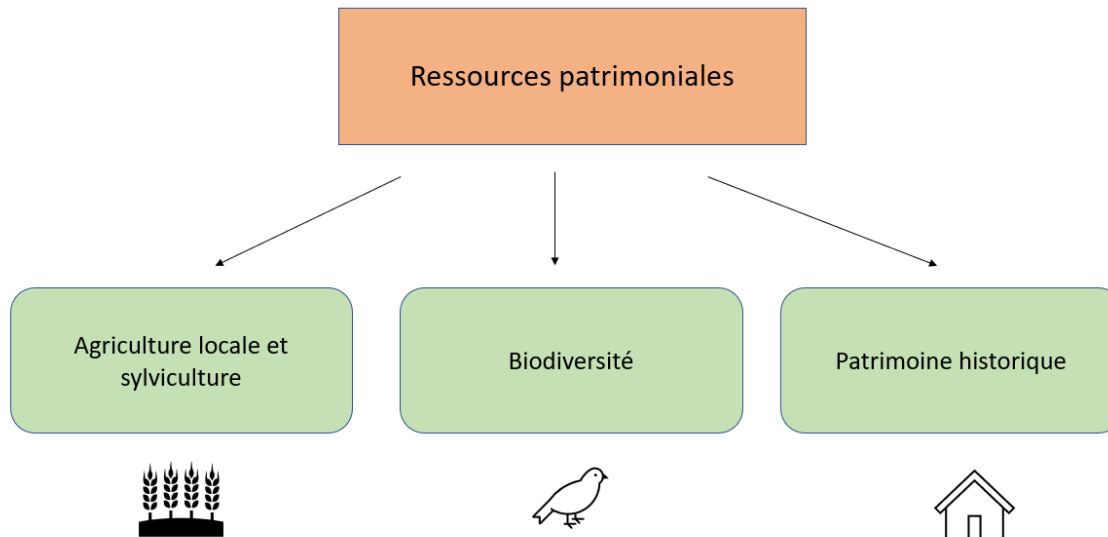 Ressources patrimoniales
Agriculture locale et
sylviculture
Biodiversité
Patrimoine historique